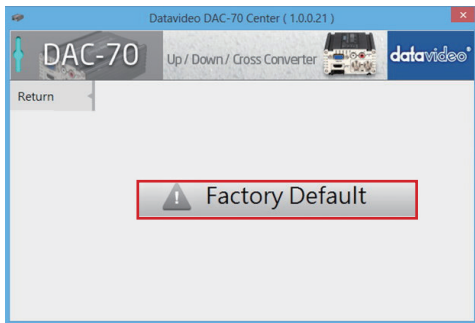 Datavideo DAC-70 Center ( 1.0.0.21 )
DAC-70 Up / Down / Cross Converter datavideo®
Return
Factory Default